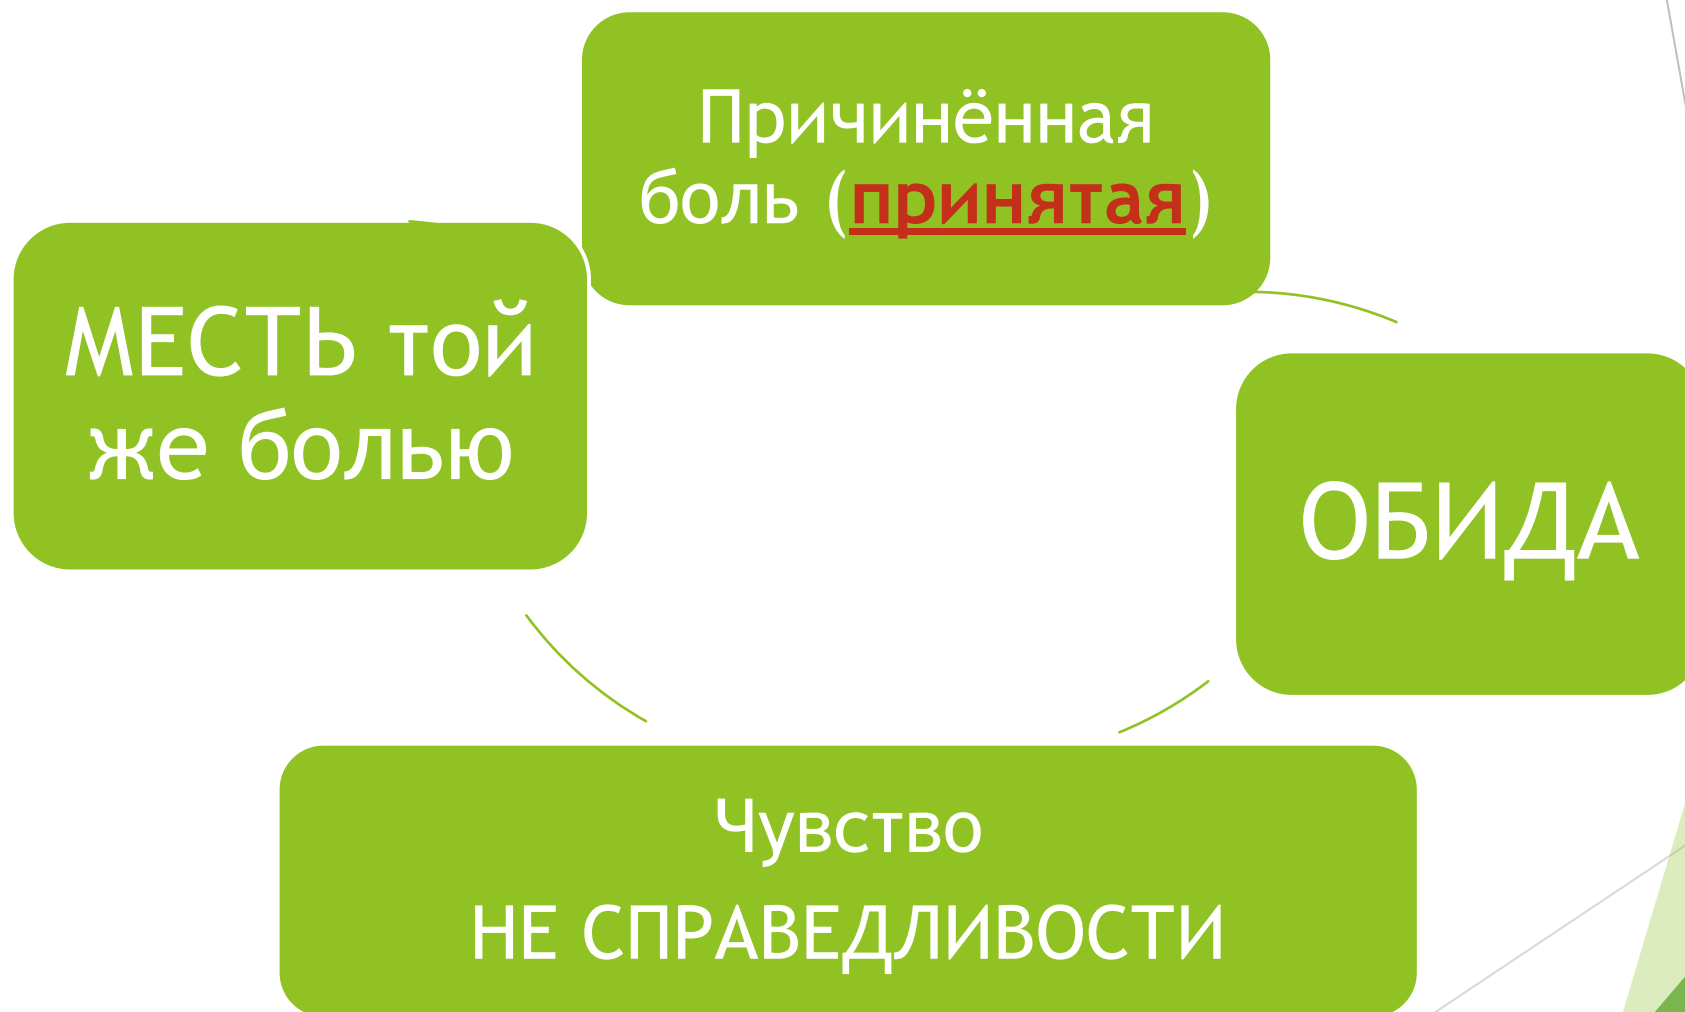 Причинённая
боль (принятая)
МЕСТЬ той
же болью
ОБИДА
Чувство
НЕ СПРАВЕДЛИВОСТИ